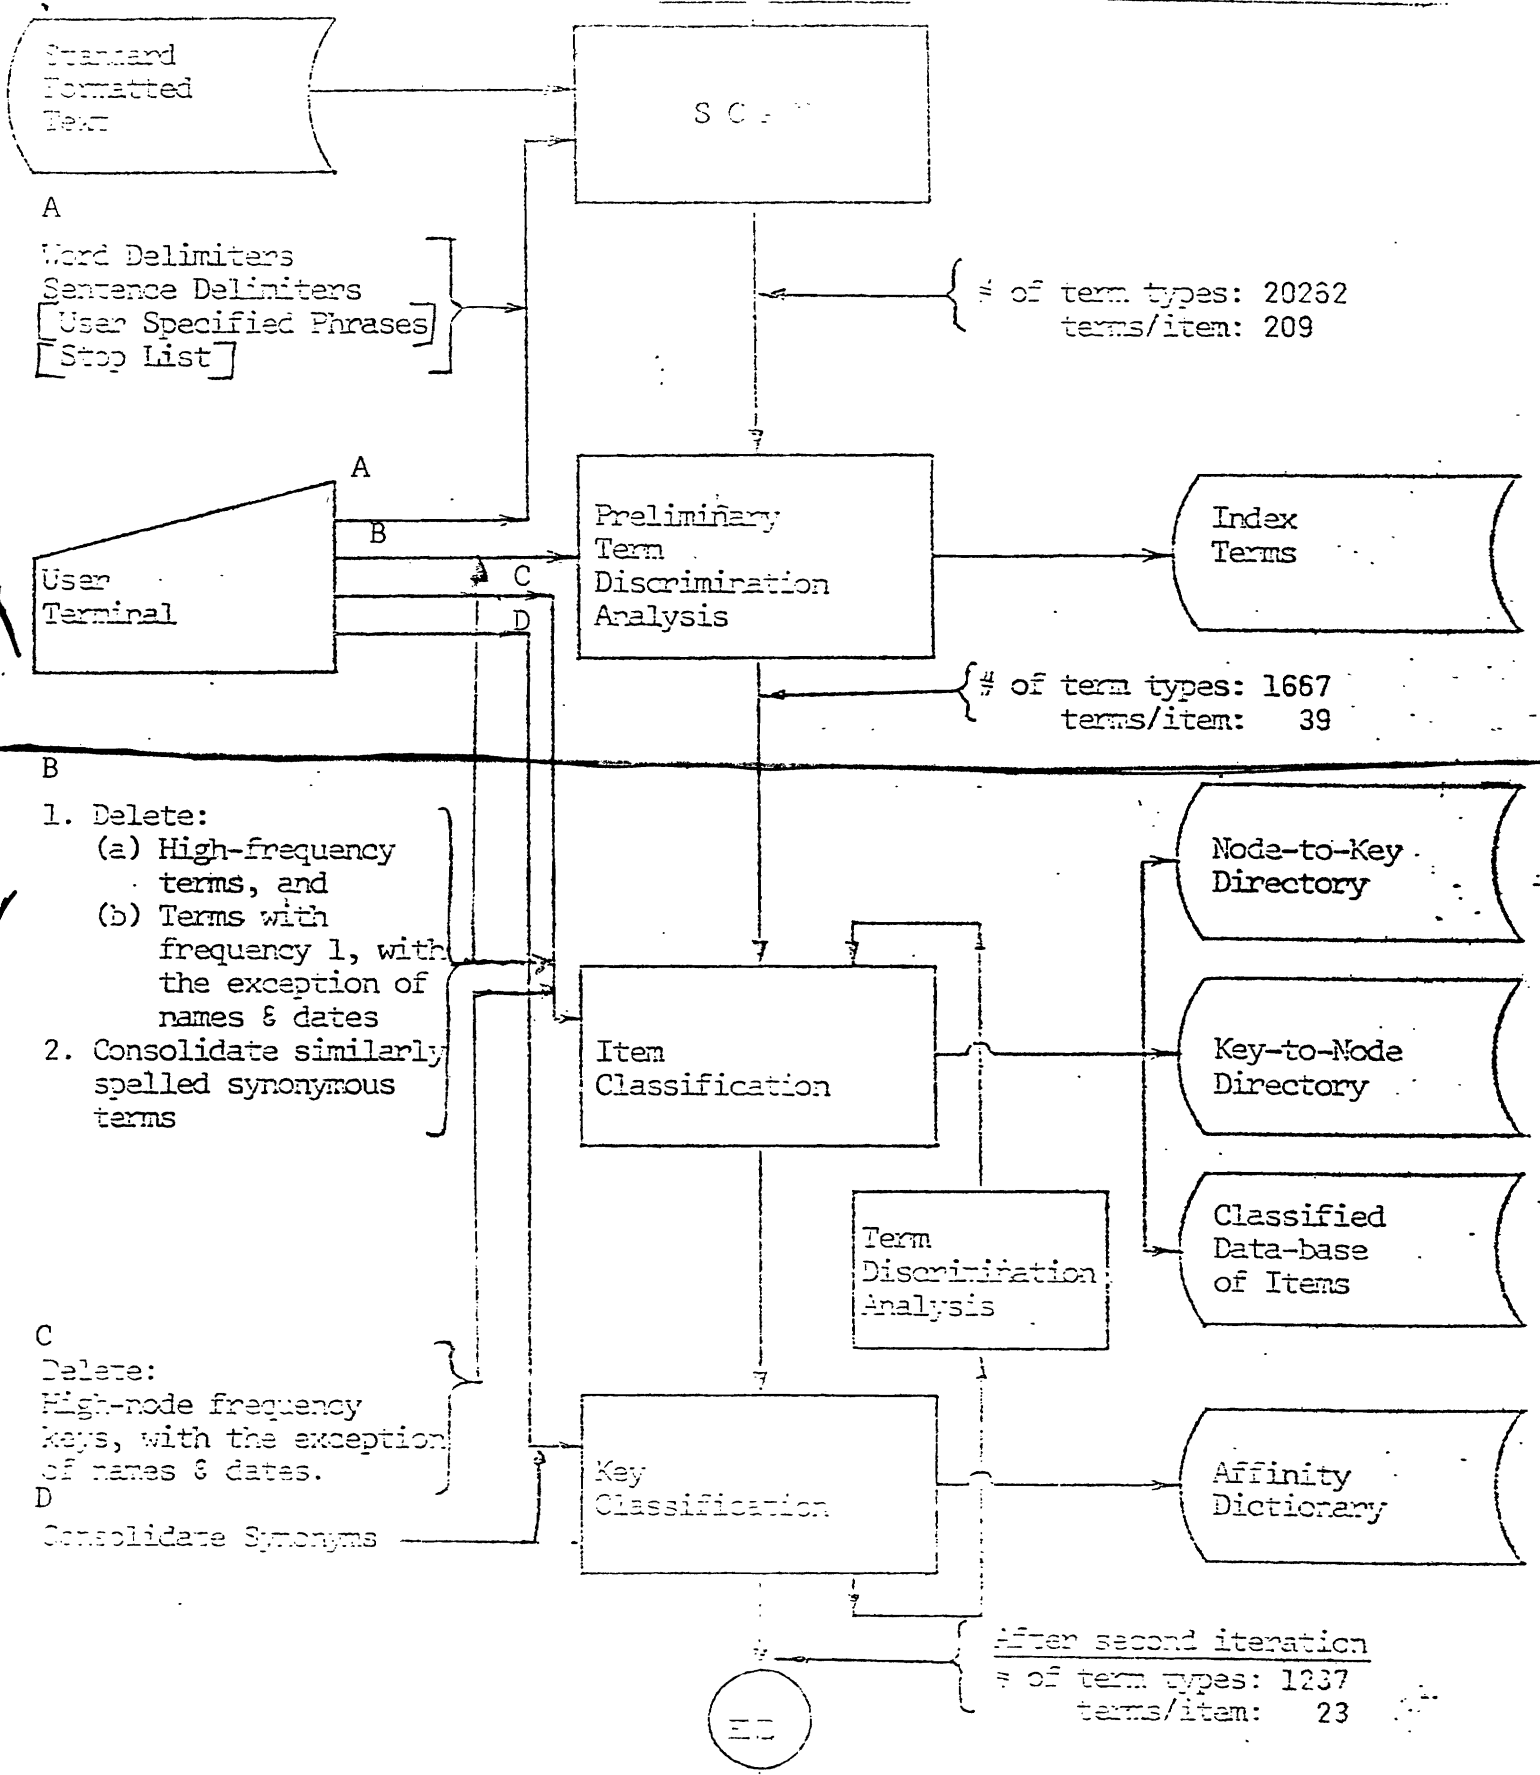 Standard
Formatted
Text
A
Word Delimiters
Sentence Delimiters
[User Specified Phrases]
[Stop List]
# of term types: 20262
terms/item: 209
A
B
C
D
User
Terminal
Preliminary
Term
Discrimination
Analysis
Index
Terms
# of term types: 1667
terms/item: 39
B
1. Delete:
(a) High-frequency
terms, and
(b) Terms with
frequency 1, with
the exception of
names & dates
2. Consolidate similarly
spelled synonymous
terms
Node-to-Key
Directory
Item
Classification
Key-to-Node
Directory
Classified
Data-base
of Items
Term
Discrimination
Analysis
C
Delete:
High-node frequency
keys, with the exception
of names & dates.
D
Consolidate Synonyms
Key
Classification
Affinity
Dictionary
After second iteration
# of term types: 1237
terms/item: 23